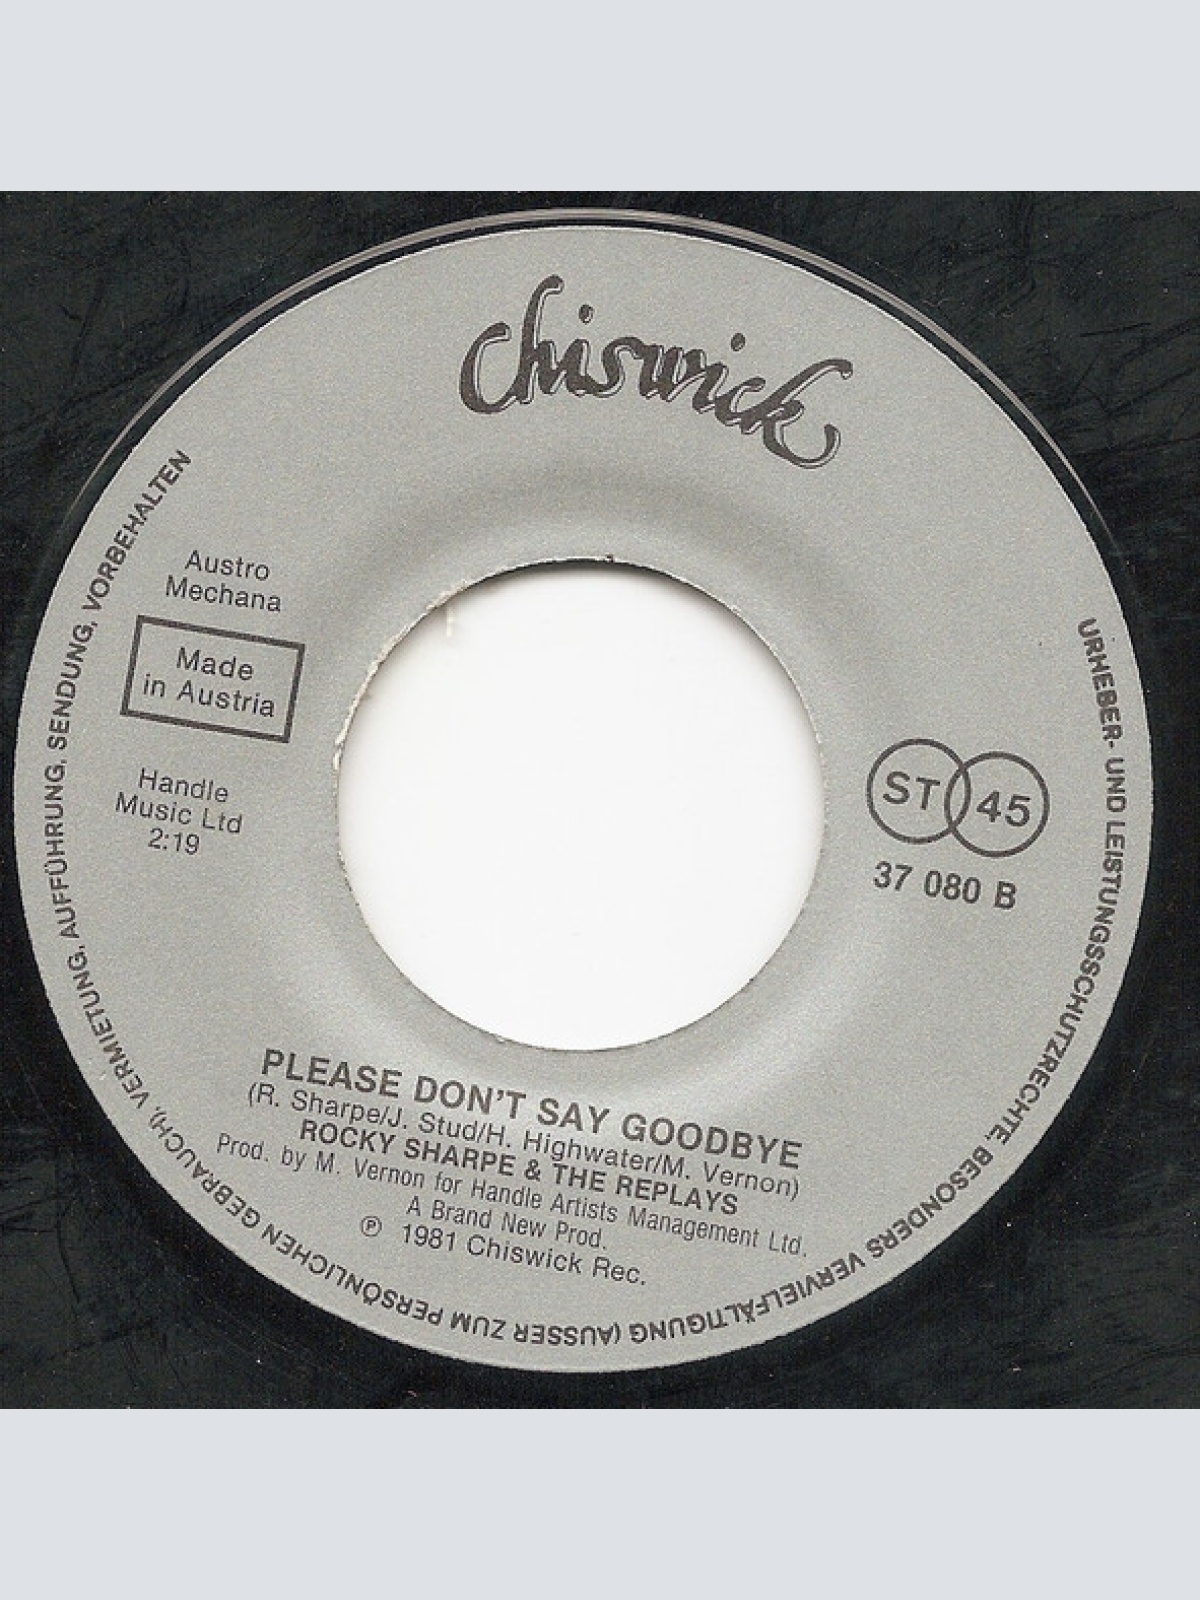 Chiswick
Austro
Mechana
Made
in Austria
Handle
Music Ltd
2:19
ST 45
37 080 B
PLEASE DON'T SAY GOODBYE
(R. Sharpe/J. Stud/H. Highwater/M. Vernon)
ROCKY SHARPE & THE REPLAYS
Prod. by M. Vernon for Handle Artists Management Ltd.
A Brand New Prod.
℗ 1981 Chiswick Rec.
URHEBER- UND LEISTUNGSSCHUTZRECHTE, BESONDERS VERVIELFÄLTIGUNG (AUSSER ZUM PERSÖNLICHEN GEBRAUCH), VERMIETUNG, AUFFÜHRUNG, SENDUNG, VORBEHALTEN